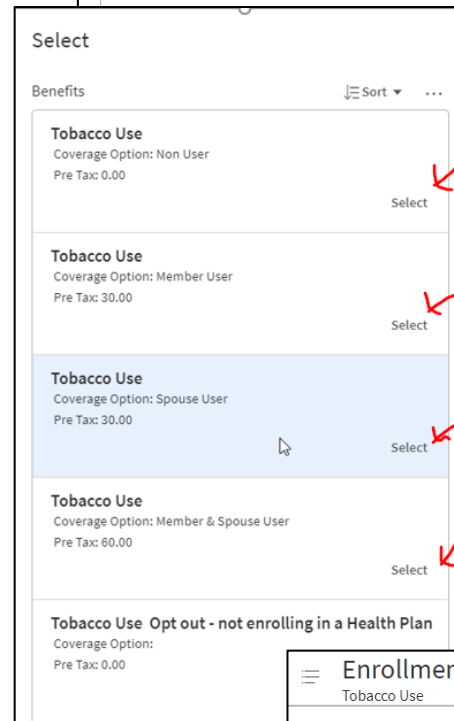 Select
Benefits
Sort
Tobacco Use
Coverage Option: Non User
Pre Tax: 0.00
Select
Tobacco Use
Coverage Option: Member User
Pre Tax: 30.00
Select
Tobacco Use
Coverage Option: Spouse User
Pre Tax: 30.00
Select
Tobacco Use
Coverage Option: Member & Spouse User
Pre Tax: 60.00
Select
Tobacco Use Opt out - not enrolling in a Health Plan
Coverage Option:
Pre Tax: 0.00
Enrollmer
Tobacco Use